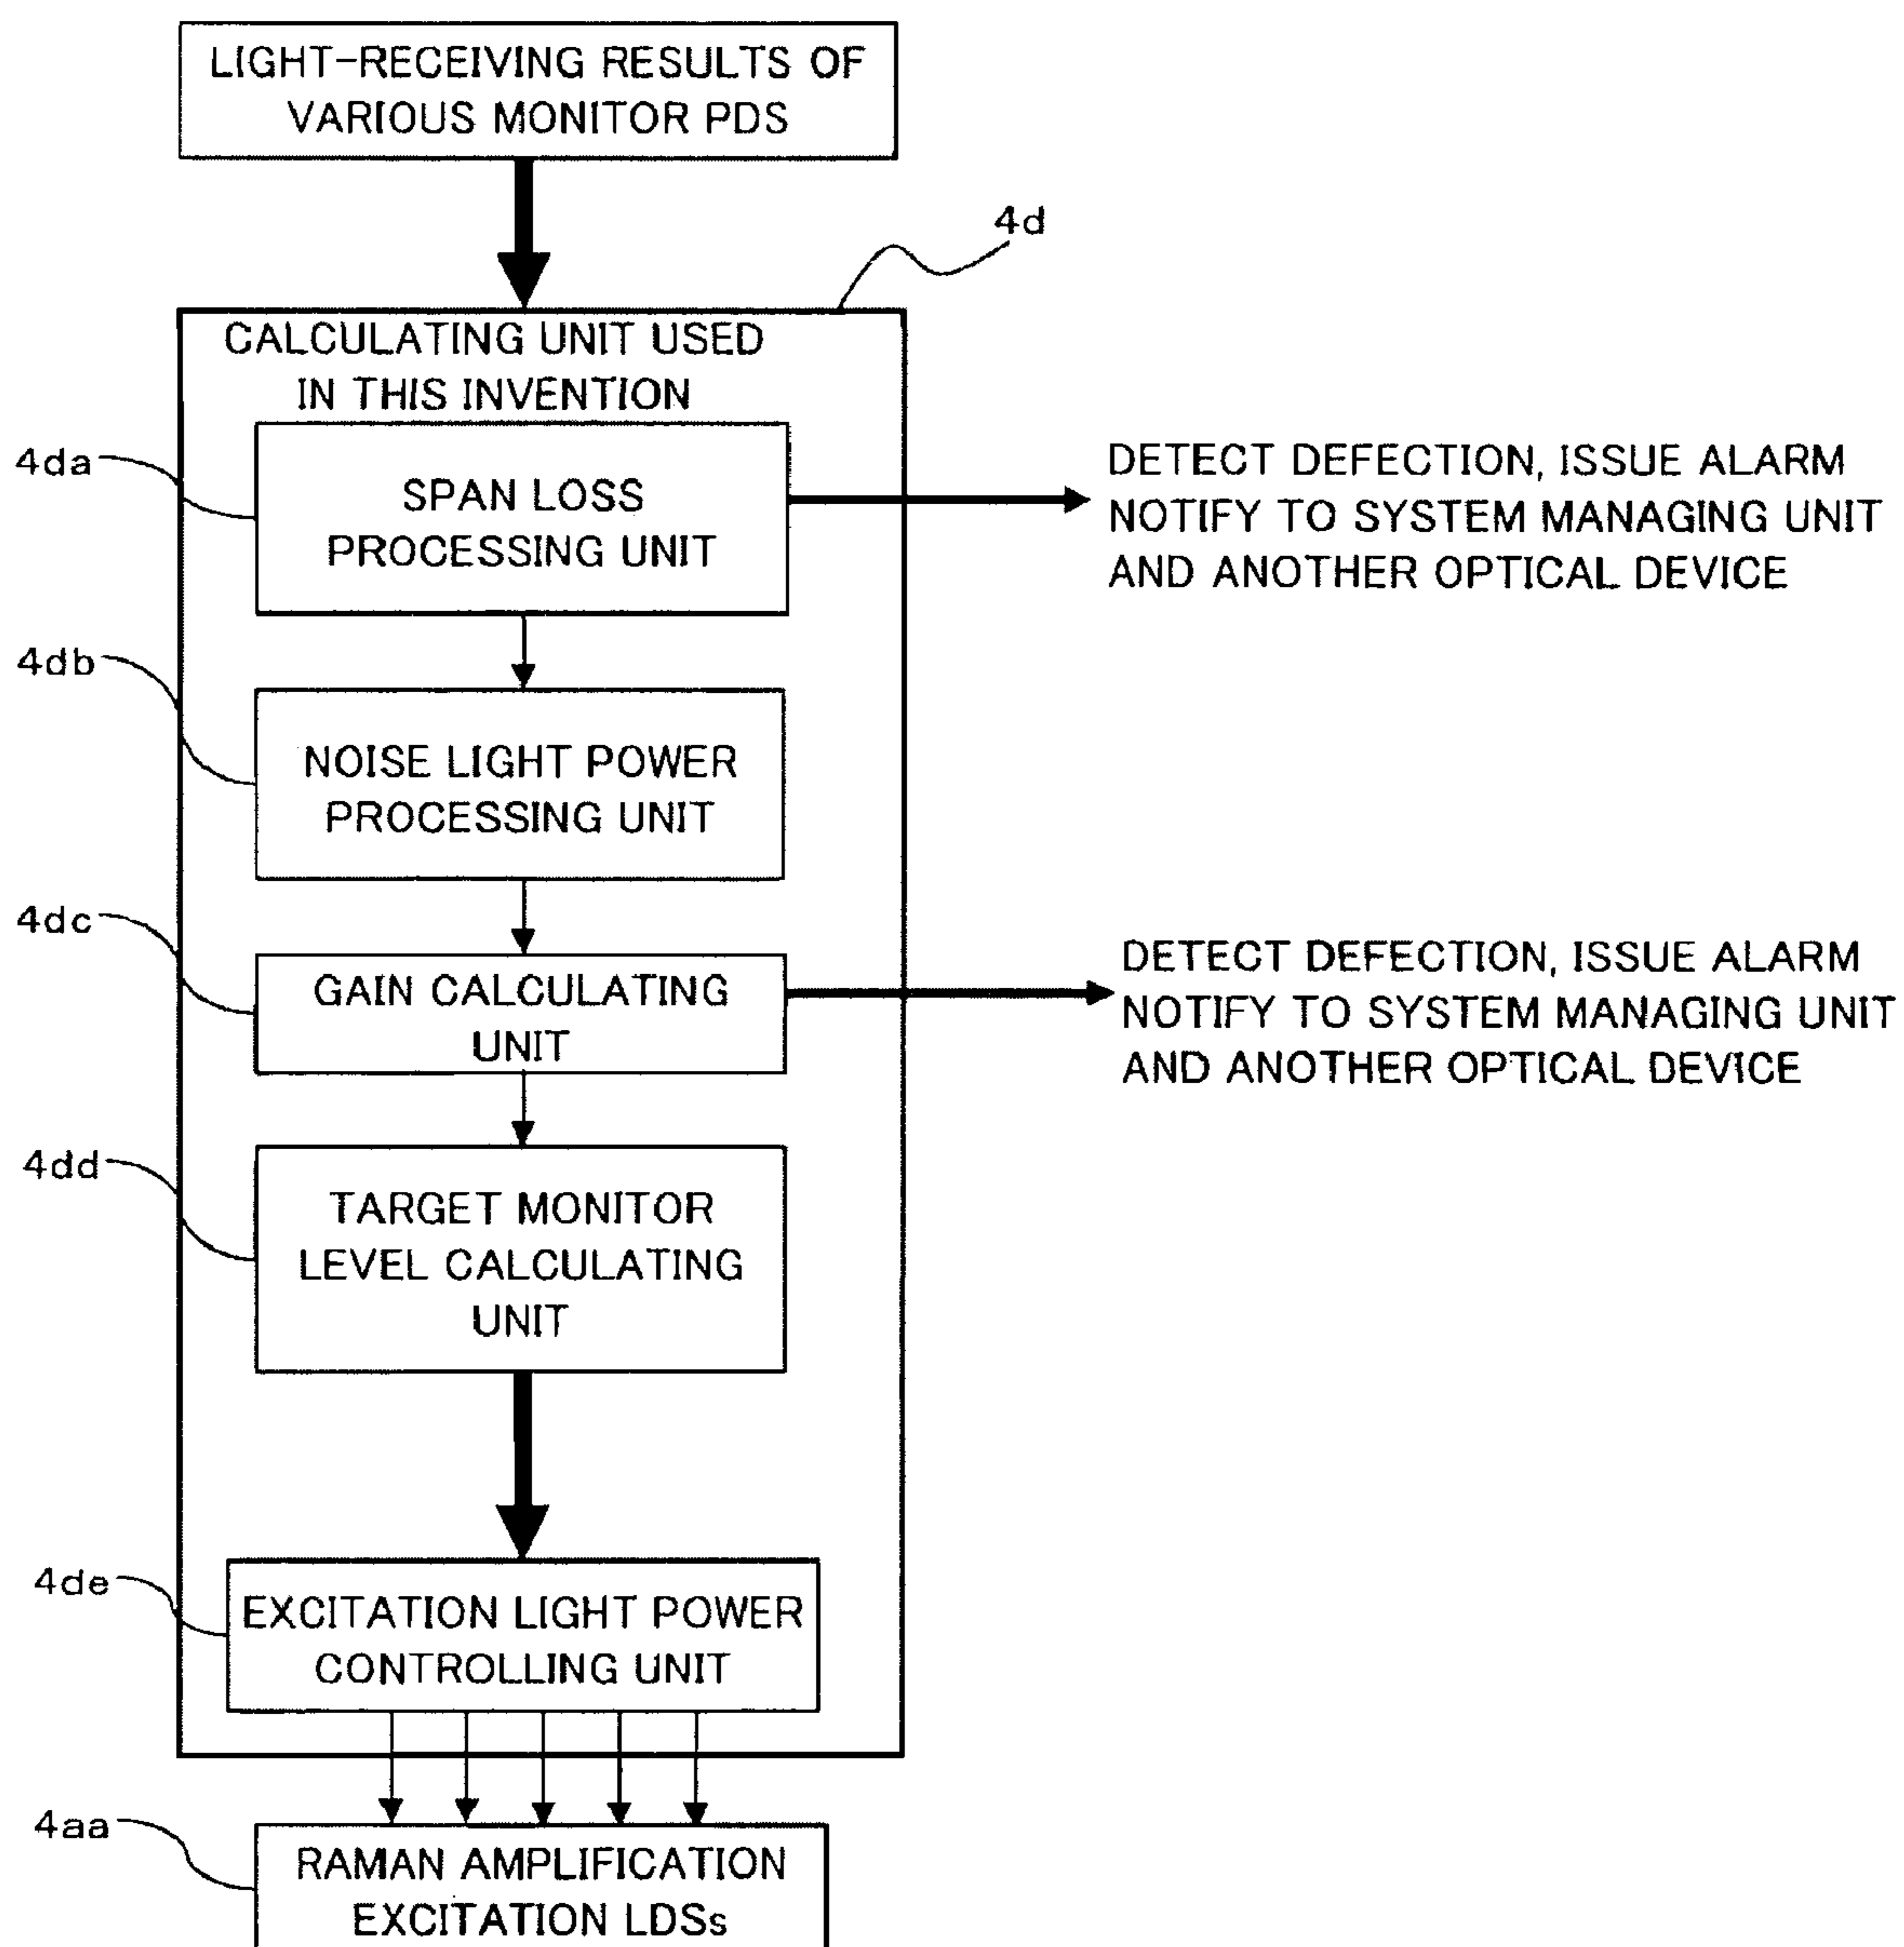 LIGHT-RECEIVING RESULTS OF
VARIOUS MONITOR PDS
4d
CALCULATING UNIT USED
IN THIS INVENTION
4da
SPAN LOSS
PROCESSING UNIT
DETECT DEFECTION, ISSUE ALARM
NOTIFY TO SYSTEM MANAGING UNIT
AND ANOTHER OPTICAL DEVICE
4db
NOISE LIGHT POWER
PROCESSING UNIT
4dc
GAIN CALCULATING
UNIT
DETECT DEFECTION, ISSUE ALARM
NOTIFY TO SYSTEM MANAGING UNIT
AND ANOTHER OPTICAL DEVICE
4dd
TARGET MONITOR
LEVEL CALCULATING
UNIT
4de
EXCITATION LIGHT POWER
CONTROLLING UNIT
4aa
RAMAN AMPLIFICATION
EXCITATION LDSs